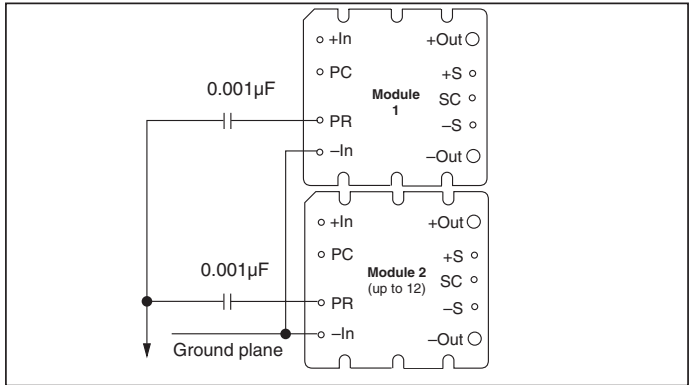 +In
+Out
PC
+S
0.001µF
Module
1
SC
PR
–S
–In
–Out
+In
+Out
PC
+S
0.001µF
Module 2
(up to 12)
SC
PR
–S
–In
–Out
Ground plane